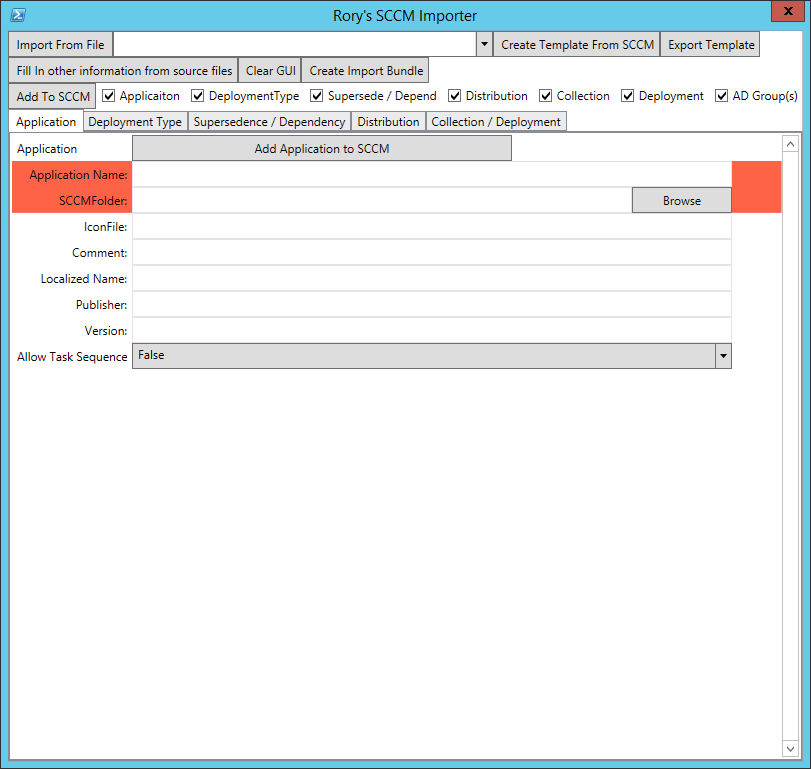 Rory's SCCM Importer
Import From File Create Template From SCCM Export Template
Fill In other information from source files Clear GUI Create Import Bundle
Add To SCCM Applicaiton DeploymentType Supersede / Depend Distribution Collection Deployment AD Group(s)
Application Deployment Type Supersedence / Dependency Distribution Collection / Deployment
Application Add Application to SCCM
Application Name:
SCCMFolder: Browse
IconFile:
Comment:
Localized Name:
Publisher:
Version:
Allow Task Sequence False